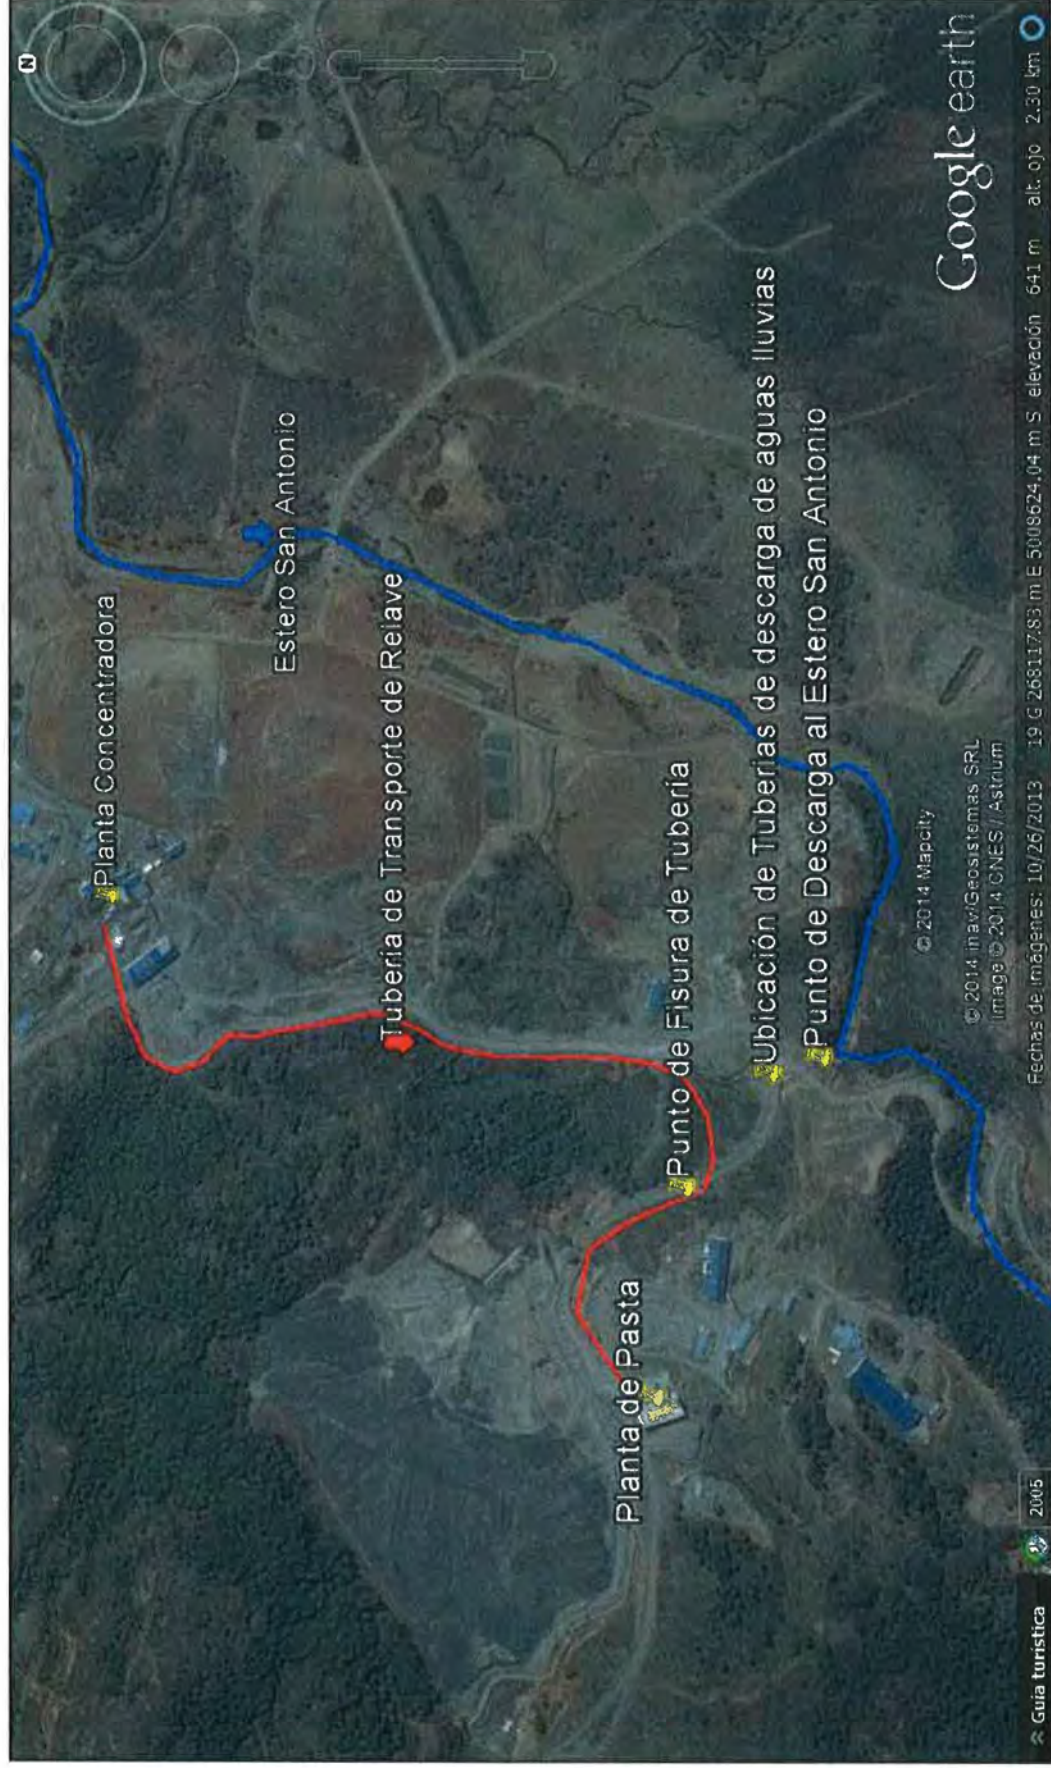 N
Planta Concentradora
Estero San Antonio
Tuberia de Transporte de Relave
Punto de Fisura de Tubería
Planta de Pasta
Ubicación de Tuberias de descarga de aguas lluvias
Punto de Descarga al Estero San Antonio
© 2014 Mapcity
© 2014 Inav/Geosistemas SRL
Image © 2014 CNES / Astrium
Google earth
Guía turística
2005
Fechas de imágenes: 10/26/2013 19 G 268117.83 m E 5008624.04 m S elevación 641 m alt. ojo 2.30 km